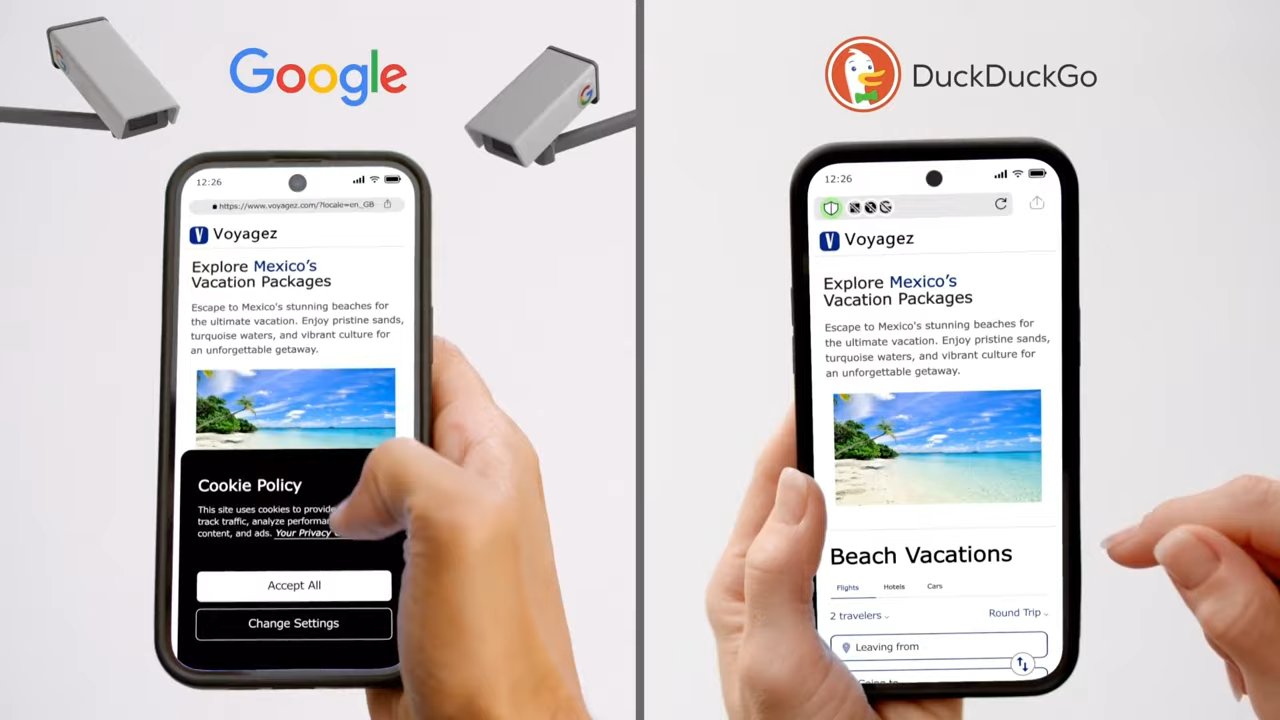 Google
12:26
https://www.voyagez.com/?locale=en_GB
V Voyagez
Explore Mexico's
Vacation Packages
Escape to Mexico's stunning beaches for
the ultimate vacation. Enjoy pristine sands,
turquoise waters, and vibrant culture for
an unforgettable getaway.
Cookie Policy
This site uses cookies to provide
track traffic, analyze performan
content, and ads. Your Privacy
Accept All
Change Settings
DuckDuckGo
12:26
V Voyagez
Explore Mexico's
Vacation Packages
Escape to Mexico's stunning beaches for
the ultimate vacation. Enjoy pristine sands,
turquoise waters, and vibrant culture for
an unforgettable getaway.
Beach Vacations
Flights Hotels Cars
2 travelers Round Trip
Leaving from